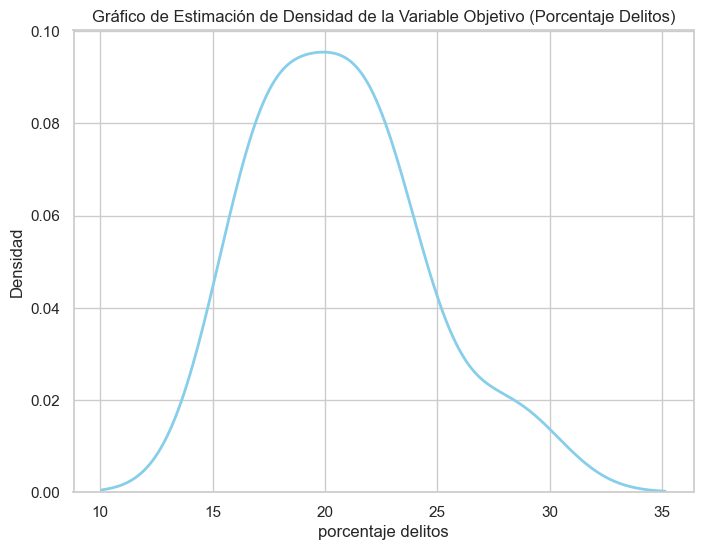 Gráfico de Estimación de Densidad de la Variable Objetivo (Porcentaje Delitos)
0.10
0.08
0.06
0.04
0.02
0.00
Densidad
10 15 20 25 30 35
porcentaje delitos